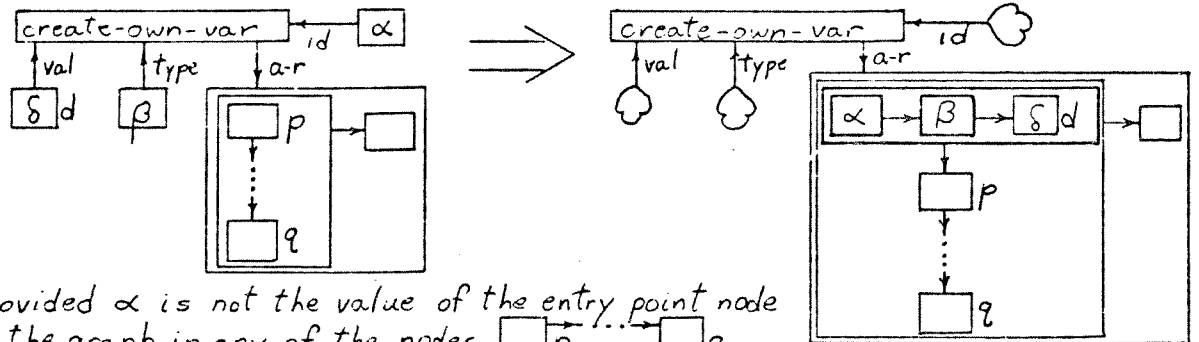 create-own-var id α
val type a-r
δ d β
p
q
create-own-var id
val type a-r
α β δ d
p
q
ovided α is not the value of the entry point node
the graph in any of the nodes p ... q